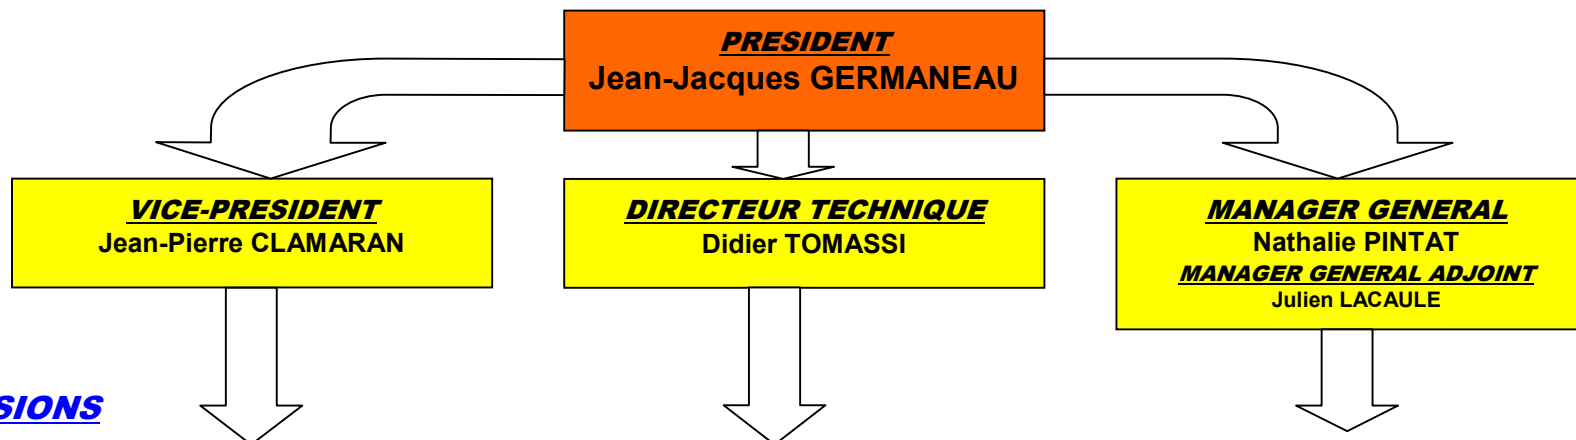 PRESIDENT
Jean-Jacques GERMANEAU
VICE-PRESIDENT
Jean-Pierre CLAMARAN
DIRECTEUR TECHNIQUE
Didier TOMASSI
MANAGER GENERAL
Nathalie PINTAT
MANAGER GENERAL ADJOINT
Julien LACAULE
SIONS